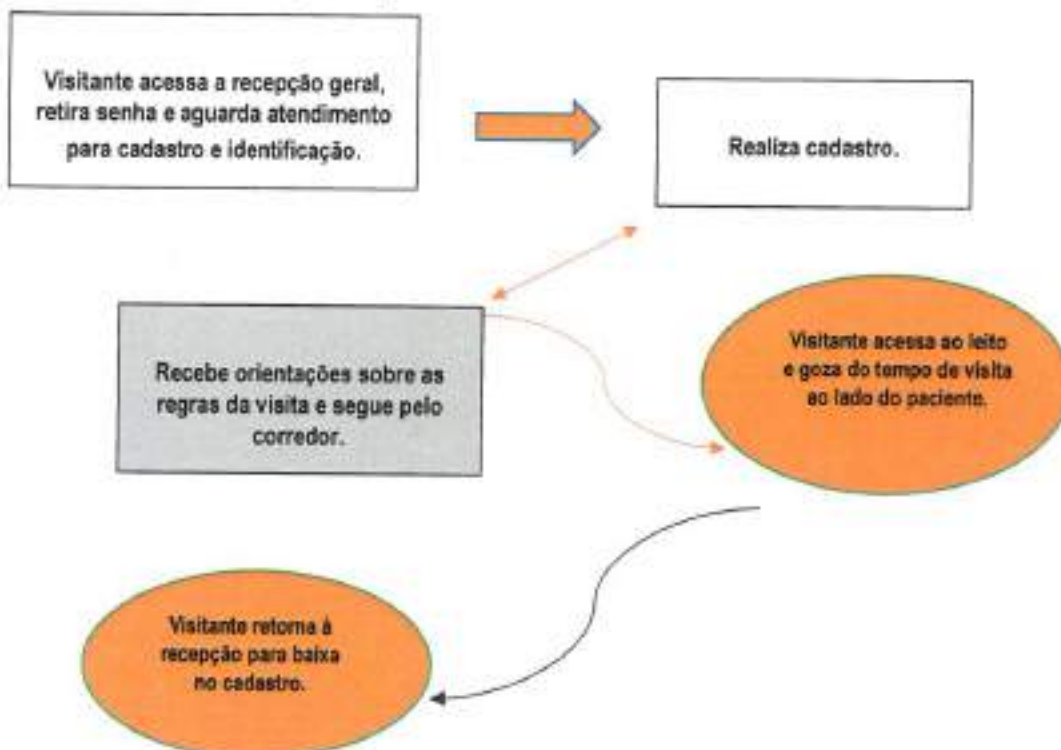 Visitante acessa a recepção geral,
retira senha e aguarda atendimento
para cadastro e identificação.
Realiza cadastro.
Recebe orientações sobre as
regras da visita e segue pelo
corredor.
Visitante acessa ao leito
e goza do tempo de visita
ao lado do paciente.
Visitante retorna à
recepção para baixa
no cadastro.